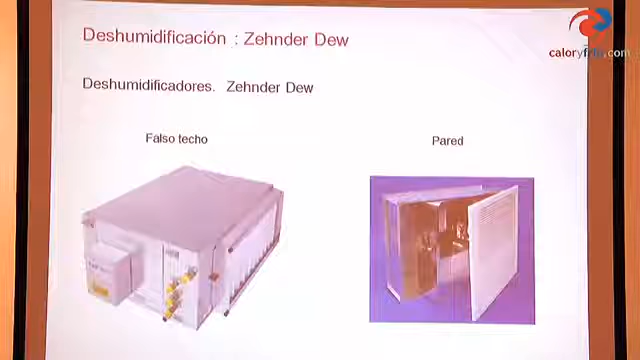 Deshumidificación : Zehnder Dew
caloryfrio.com
Deshumidificadores. Zehnder Dew
Falso techo
Pared